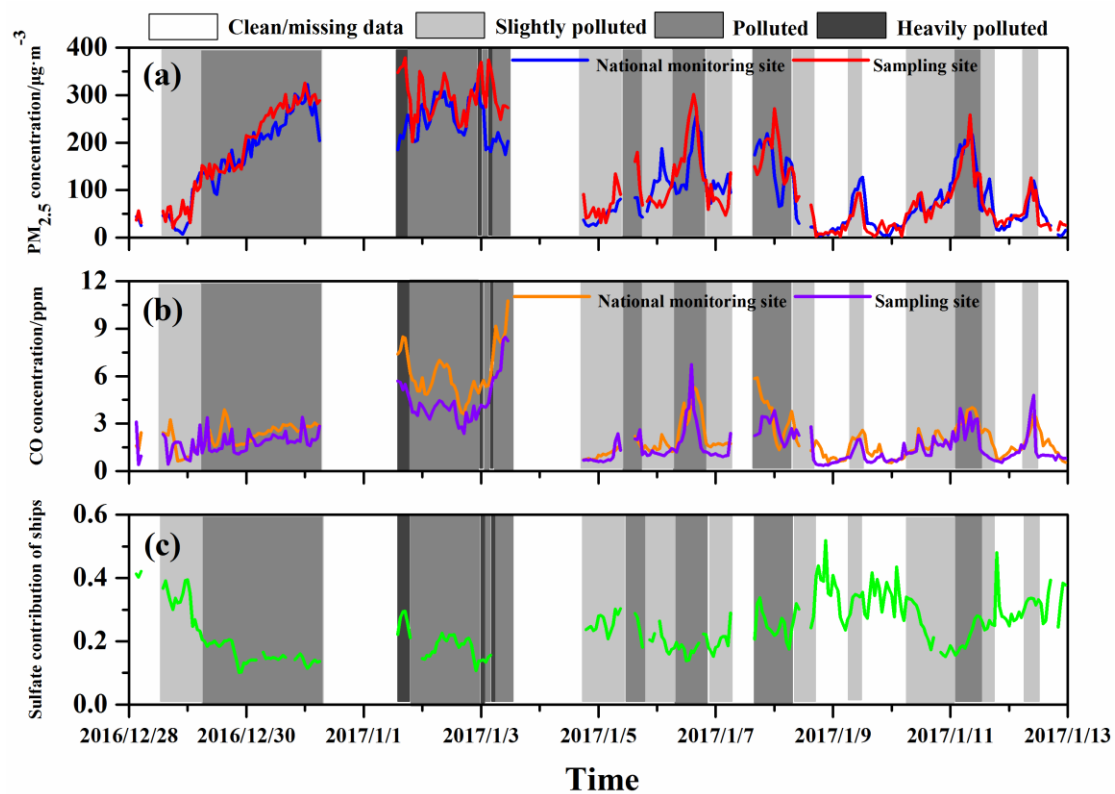 Clean/missing data Slightly polluted Polluted Heavily polluted
(a)
National monitoring site Sampling site
PM2.5 concentration/μg·m-3
400
300
200
100
0
(b)
National monitoring site Sampling site
CO concentration/ppm
12
9
6
3
0
(c)
Sulfate contribution of ships
0.6
0.4
0.2
0.0
2016/12/28 2016/12/30 2017/1/1 2017/1/3 2017/1/5 2017/1/7 2017/1/9 2017/1/11 2017/1/13
Time